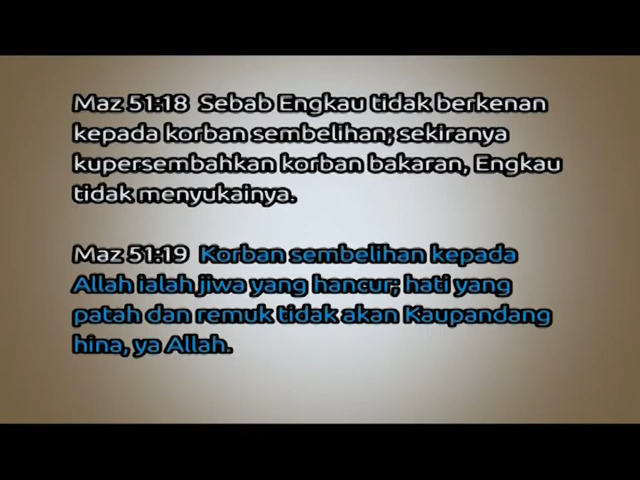 Maz 51:18 Sebab Engkau tidak berkenan
kepada korban sembelihan; sekiranya
kupersembahkan korban bakaran, Engkau
tidak menyukainya.
Maz 51:19 Korban sembelihan kepada
Allah ialah jiwa yang hancur; hati yang
patah dan remuk tidak akan Kaupandang
hina, ya Allah.